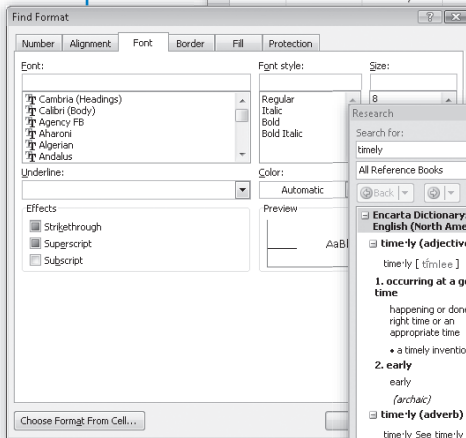 Find Format
Number Alignment Font Border Fill Protection
Font: Font style: Size:
Cambria (Headings) Regular 8
Calibri (Body) Italic
Agency FB Bold
Aharoni Bold Italic
Algerian
Andalus
Underline: Color:
Automatic
Effects Preview
Strikethrough
Superscript
Subscript
AaBl
Choose Format From Cell...
Research
Search for:
timely
All Reference Books
Back
Encarta Dictionary:
English (North Ame
time·ly (adjective
time·ly [ tímlee ]
1. occurring at a go
time
happening or done
right time or an
appropriate time
• a timely inventio
2. early
early
(archaic)
time·ly (adverb)
time·ly See time·ly